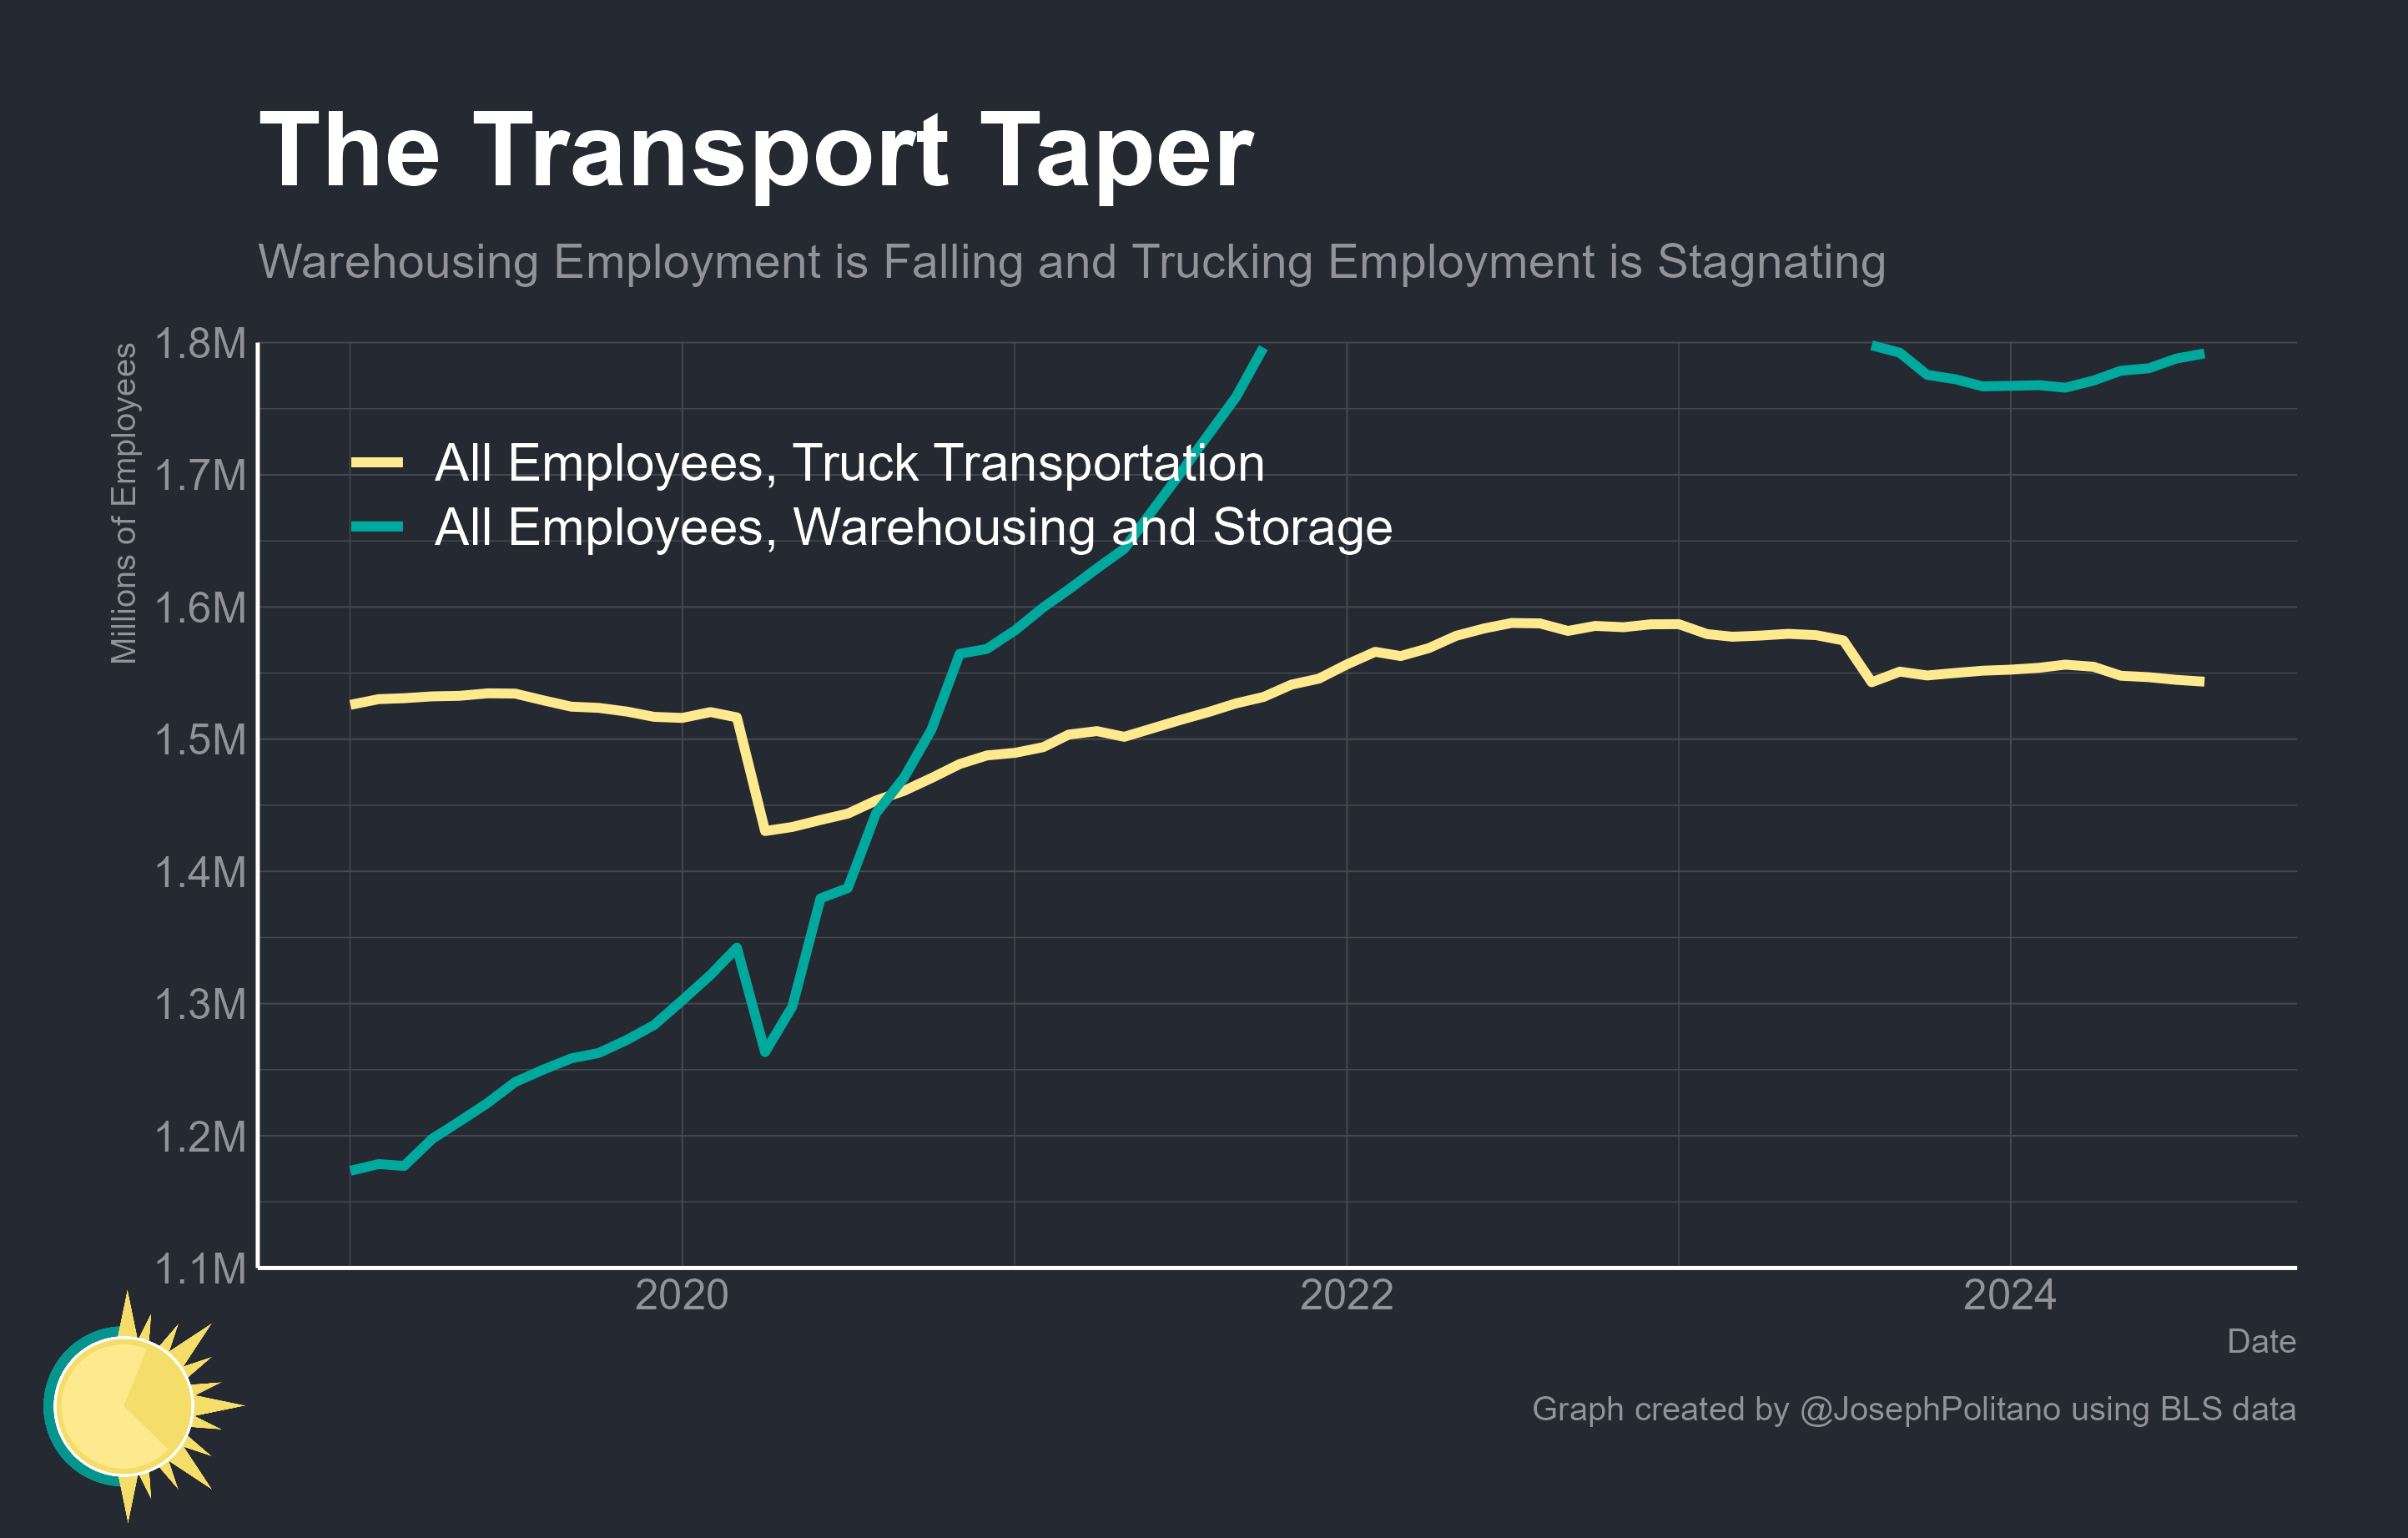 The Transport Taper
Warehousing Employment is Falling and Trucking Employment is Stagnating
Millions of Employees
1.8M
1.7M
1.6M
1.5M
1.4M
1.3M
1.2M
1.1M
All Employees, Truck Transportation
All Employees, Warehousing and Storage
2020
2022
2024
Date
Graph created by @JosephPolitano using BLS data